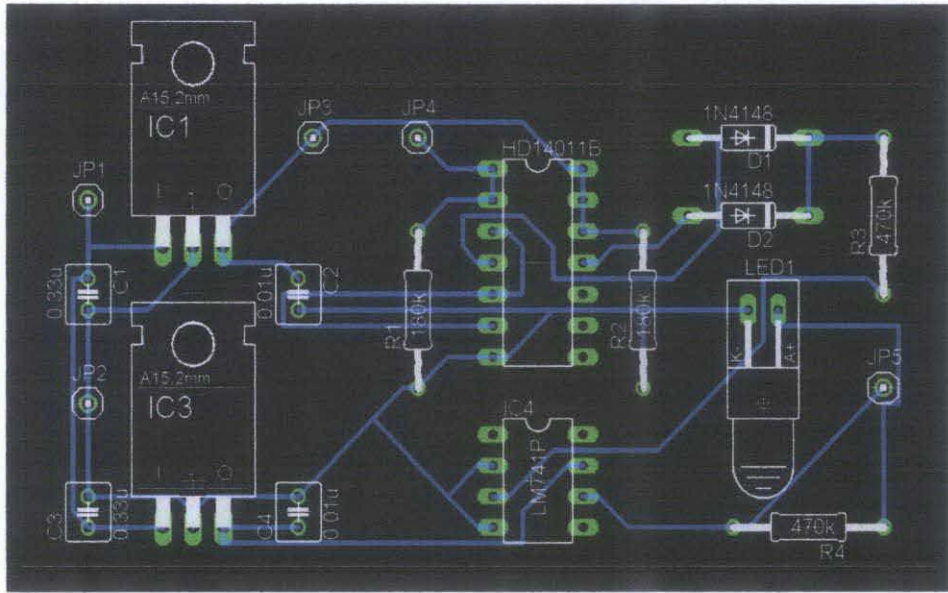 A15,2mm
IC1
I
O
JP1
JP3
JP4
HD14011B
1N4148
D1
1N4148
D2
R3
470k
0.33u
C1
0.01u
C2
R1
180k
R2
180k
LED1
K-
A+
JP2
A15,2mm
IC3
I
O
JP5
C3
0.33u
C4
0.01u
IC4
LM741P
470k
R4